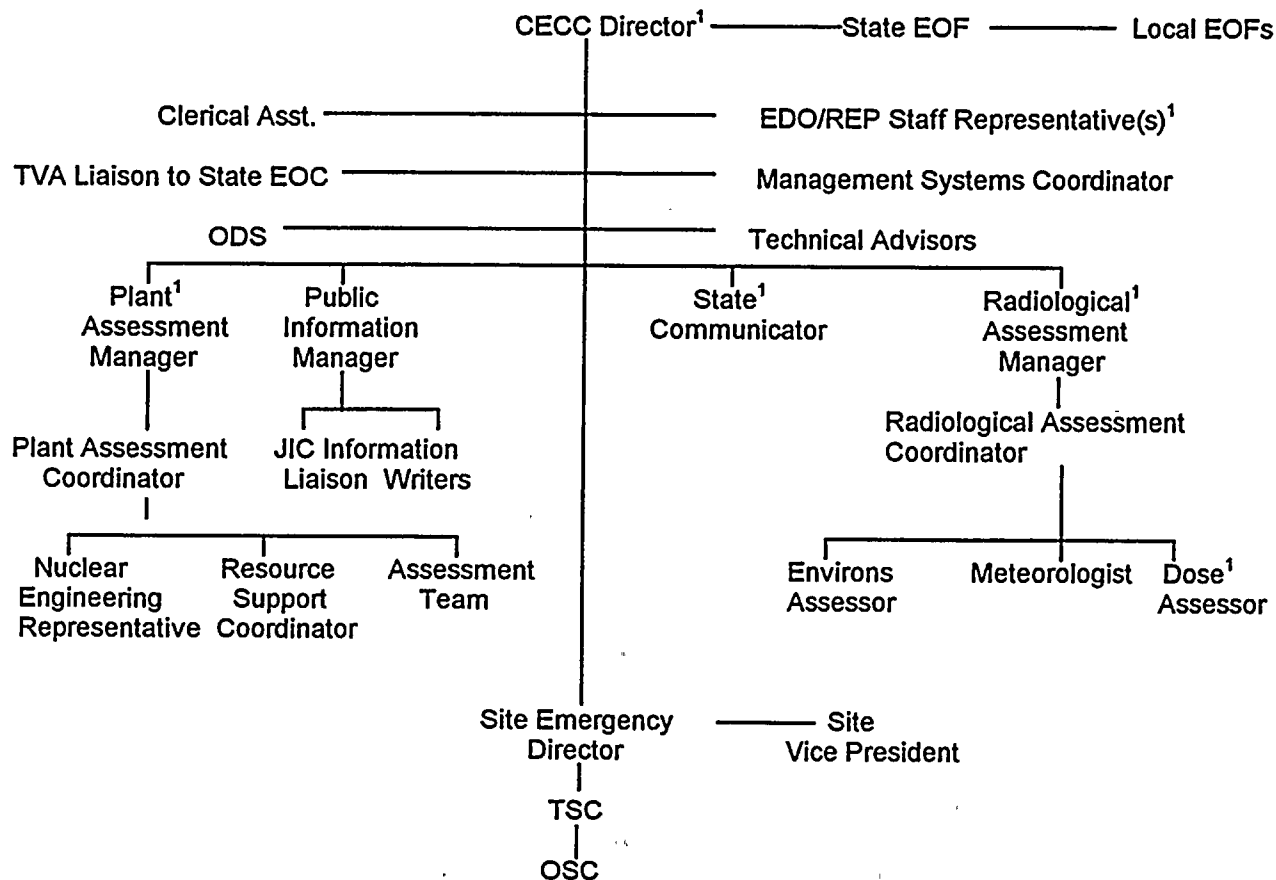 CECC Director¹ State EOF Local EOFs
Clerical Asst. EDO/REP Staff Representative(s)¹
TVA Liaison to State EOC Management Systems Coordinator
ODS Technical Advisors
Plant¹
Assessment
Manager
Public
Information
Manager
State¹
Communicator
Radiological¹
Assessment
Manager
Plant Assessment
Coordinator
JIC Information
Liaison Writers
Radiological Assessment
Coordinator
Nuclear
Engineering
Representative
Resource
Support
Coordinator
Assessment
Team
Environs
Assessor
Meteorologist
Dose¹
Assessor
Site Emergency
Director
Site
Vice President
TSC
OSC